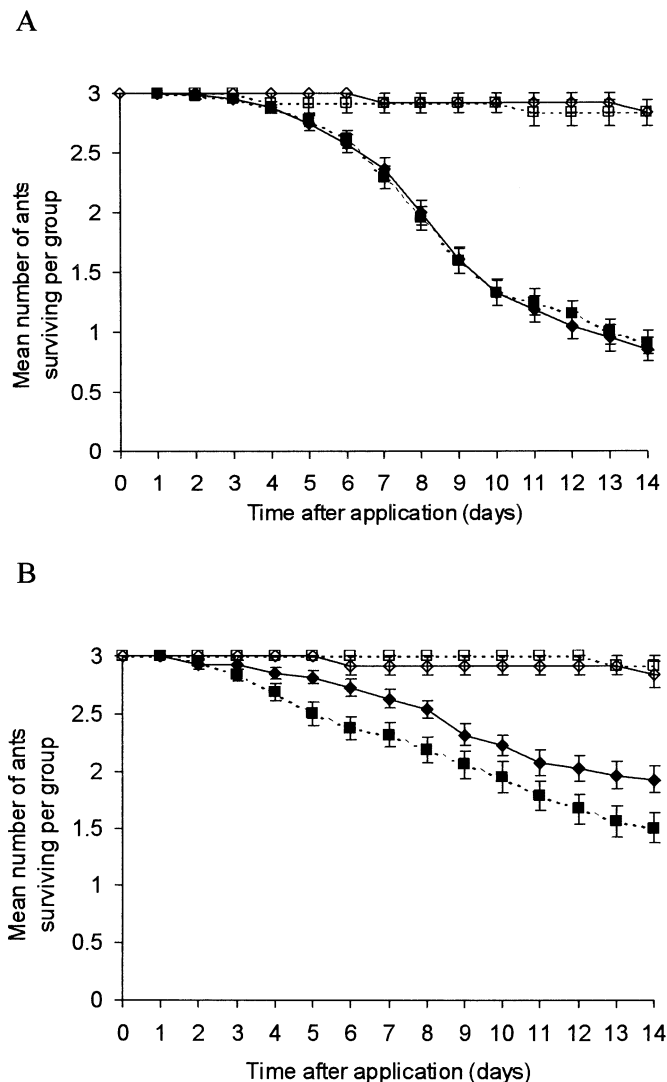 A
3
2.5
2
1.5
1
0.5
0
Mean number of ants
surviving per group
0 1 2 3 4 5 6 7 8 9 10 11 12 13 14
Time after application (days)
B
3
2.5
2
1.5
1
0.5
0
Mean number of ants
surviving per group
0 1 2 3 4 5 6 7 8 9 10 11 12 13 14
Time after application (days)